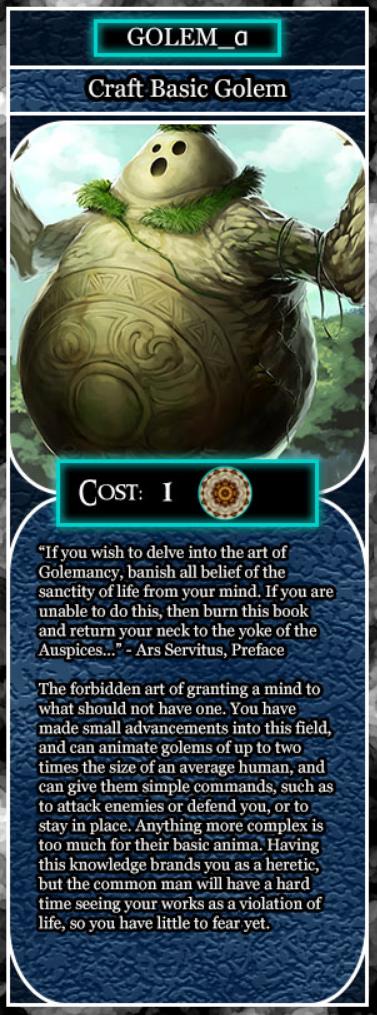 GOLEM_a
Craft Basic Golem
Cost: 1
“If you wish to delve into the art of
Golemancy, banish all belief of the
sanctity of life from your mind. If you are
unable to do this, then burn this book
and return your neck to the yoke of the
Auspices...” - Ars Servitus, Preface
The forbidden art of granting a mind to
what should not have one. You have
made small advancements into this field,
and can animate golems of up to two
times the size of an average human, and
can give them simple commands, such as
to attack enemies or defend you, or to
stay in place. Anything more complex is
too much for their basic anima. Having
this knowledge brands you as a heretic,
but the common man will have a hard
time seeing your works as a violation of
life, so you have little to fear yet.